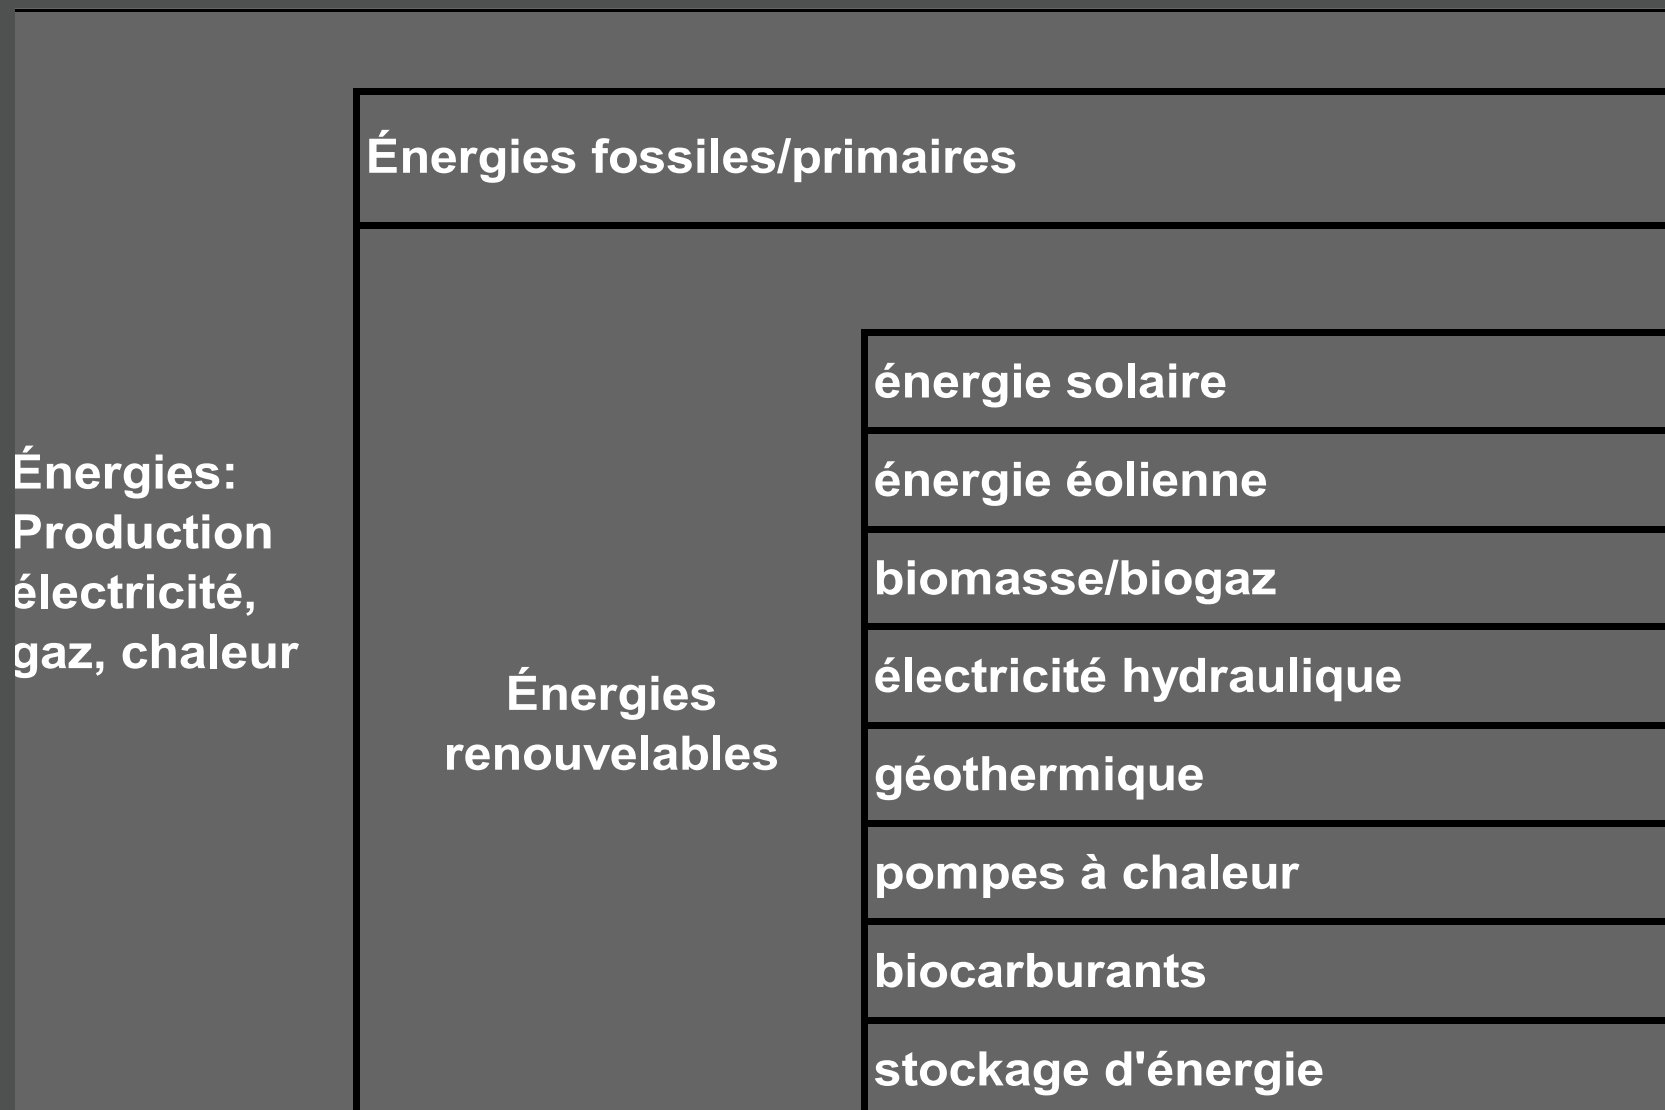 Énergies fossiles/primaires
Énergies:
Production
électricité,
gaz, chaleur
Énergies
renouvelables
énergie solaire
énergie éolienne
biomasse/biogaz
électricité hydraulique
géothermique
pompes à chaleur
biocarburants
stockage d'énergie